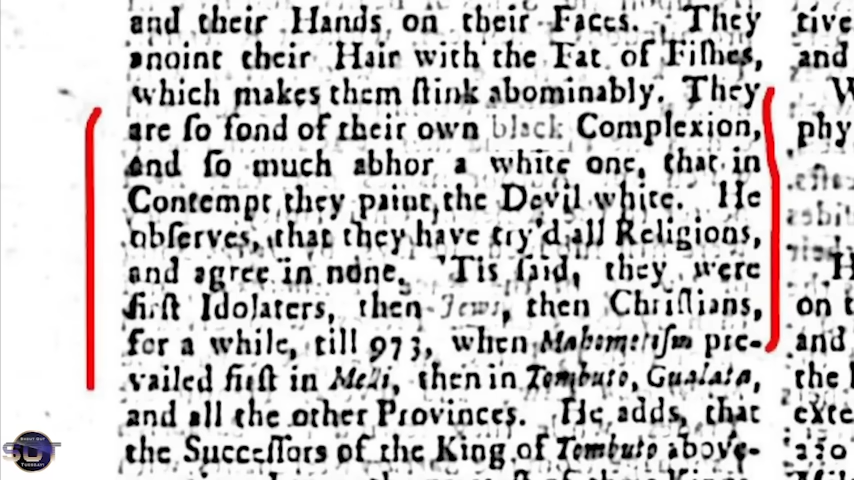 and their Hands on their Faces. They
anoint their Hair with the Fat of Fiſhes,
which makes them ſtink abominably. They
are ſo fond of their own black Complexion,
and ſo much abhor a white one, that in
Contempt they paint the Devil white. He
obſerves, that they have try'd all Religions,
and agree in none. 'Tis ſaid, they were
firſt Idolaters, then Jews, then Chriſtians,
for a while, till 973, when Mahometiſm pre-
vailed firſt in Melli, then in Tombuto, Gualata,
and all the other Provinces. He adds, that
the Succeſſors of the King of Tombuto above-
tive
and
W
phy
H
on t
and
the
exte
SDT